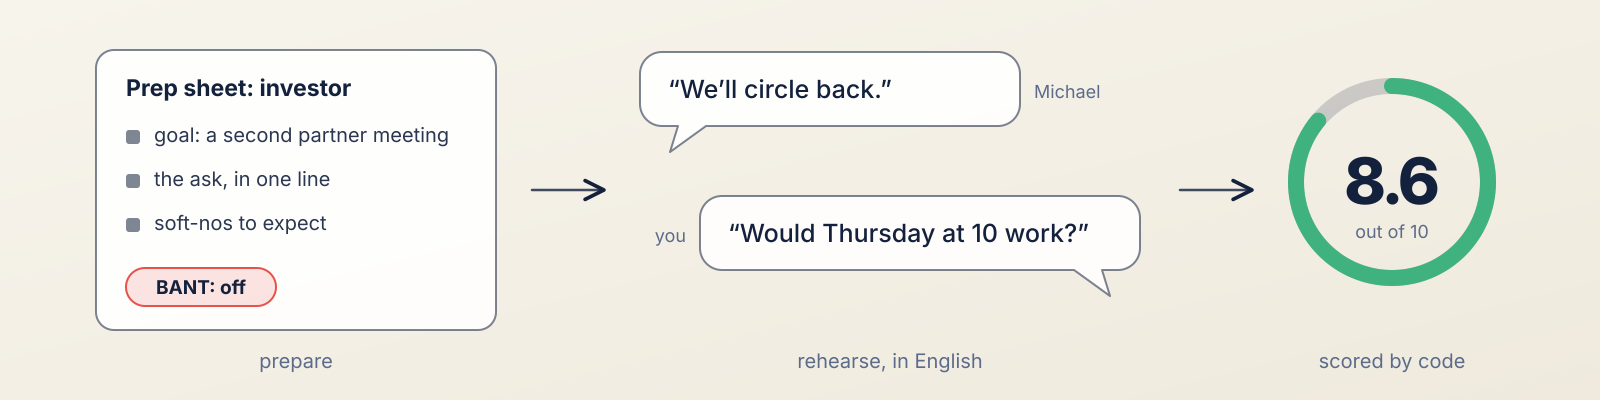 Prep sheet: investor
goal: a second partner meeting
the ask, in one line
soft-nos to expect
BANT: off
prepare
“We’ll circle back.”
Michael
you
“Would Thursday at 10 work?”
rehearse, in English
8.6
out of 10
scored by code